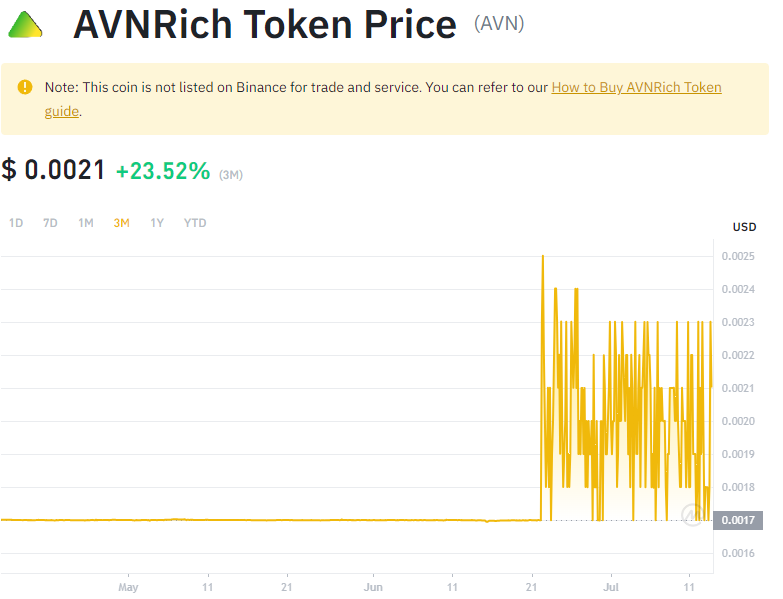 AVNRich Token Price (AVN)
Note: This coin is not listed on Binance for trade and service. You can refer to our How to Buy AVNRich Token
guide.
$ 0.0021 +23.52% (3M)
1D 7D 1M 3M 1Y YTD
USD
0.0025
0.0024
0.0023
0.0022
0.0021
0.0020
0.0019
0.0018
0.0017
0.0016
May 11 21 Jun 11 21 Jul 11